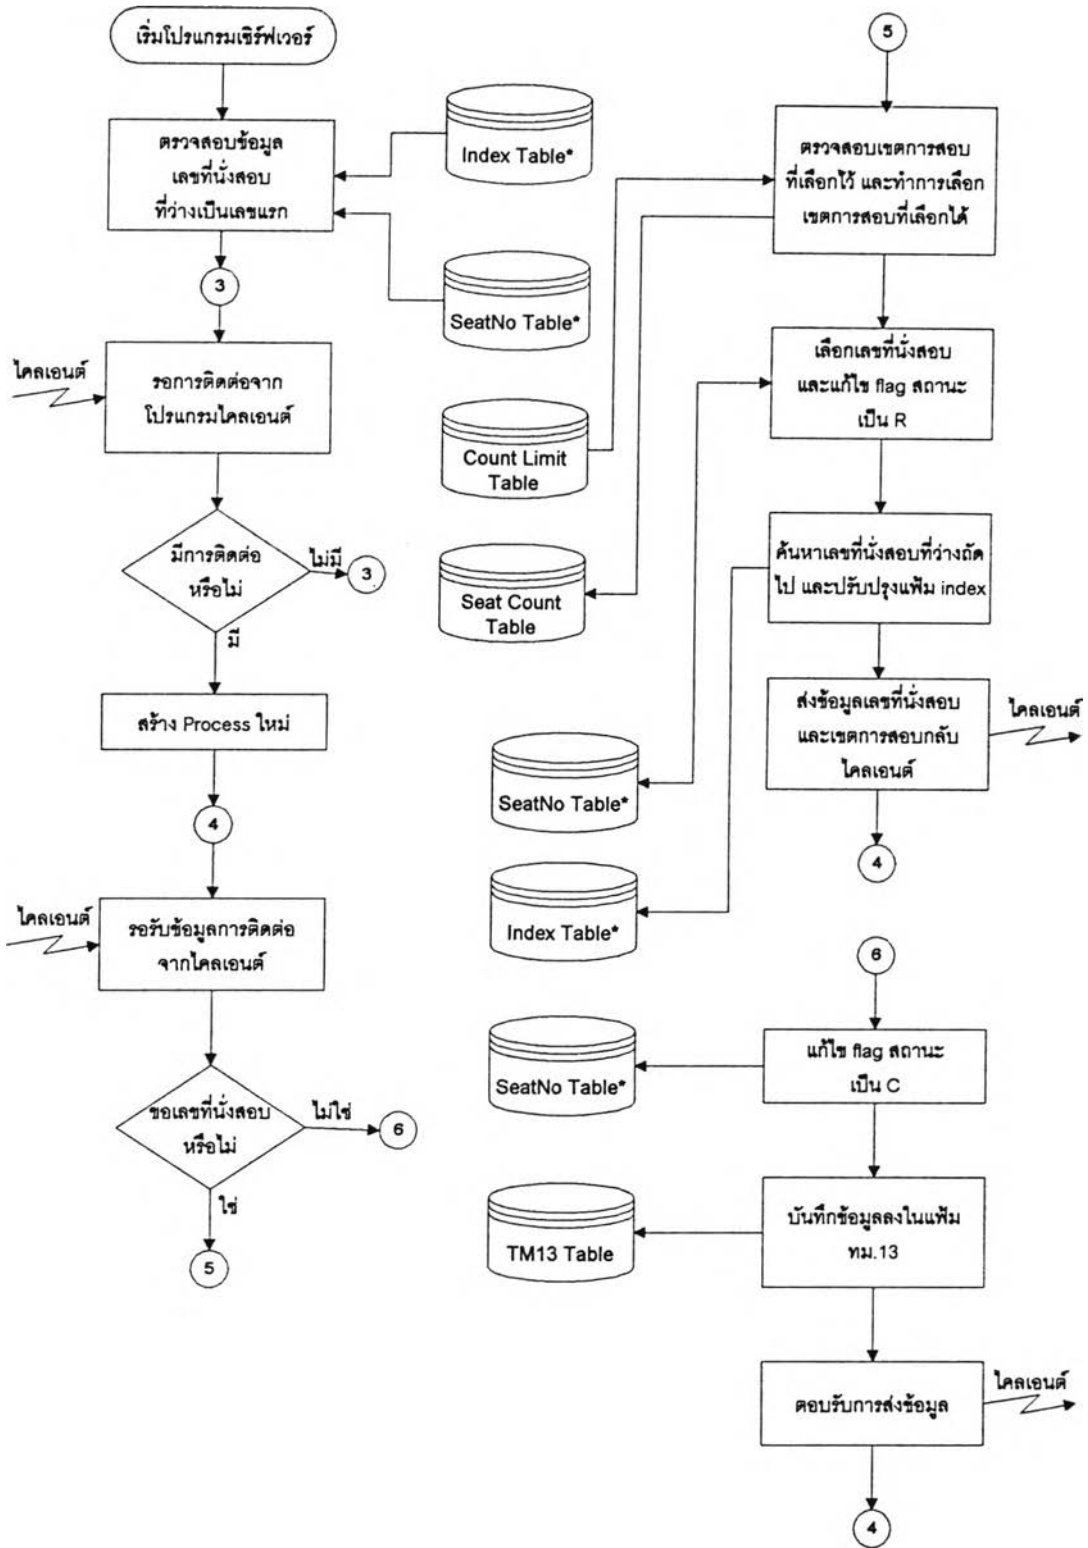 เริ่มโปรแกรมเซิร์ฟเวอร์
ตรวจสอบข้อมูล
เลขที่นั่งสอบ
ที่ว่างเป็นเลขแรก
3
ไคลเอนต์
รอการติดต่อจาก
โปรแกรมไคลเอนต์
มีการติดต่อ
หรือไม่
ไม่มี
3
มี
สร้าง Process ใหม่
4
ไคลเอนต์
รอรับข้อมูลการติดต่อ
จากไคลเอนต์
ขอเลขที่นั่งสอบ
หรือไม่
ไม่ใช่
6
ใช่
5
Index Table*
SeatNo Table*
Count Limit
Table
Seat Count
Table
SeatNo Table*
Index Table*
SeatNo Table*
TM13 Table
5
ตรวจสอบเขตการสอบ
ที่เลือกไว้ และทำการเลือก
เขตการสอบที่เลือกได้
เลือกเลขที่นั่งสอบ
และแก้ไข flag สถานะ
เป็น R
ค้นหาเลขที่นั่งสอบที่ว่างถัด
ไป และปรับปรุงแฟ้ม index
ส่งข้อมูลเลขที่นั่งสอบ
และเขตการสอบกลับ
ไคลเอนต์
ไคลเอนต์
4
6
แก้ไข flag สถานะ
เป็น C
บันทึกข้อมูลลงในแฟ้ม
ทม.13
ตอบรับการส่งข้อมูล
ไคลเอนต์
4